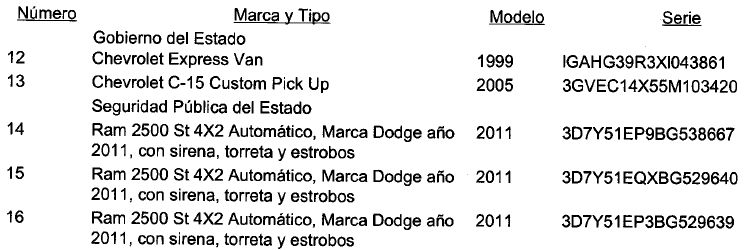 Número Marca y Tipo Modelo Serie
Gobierno del Estado
12 Chevrolet Express Van 1999 IGAHG39R3XI043861
13 Chevrolet C-15 Custom Pick Up 2005 3GVEC14X55M103420
Seguridad Pública del Estado
14 Ram 2500 St 4X2 Automático, Marca Dodge año 2011 3D7Y51EP9BG538667
2011, con sirena, torreta y estrobos
15 Ram 2500 St 4X2 Automático, Marca Dodge año 2011 3D7Y51EQXBG529640
2011, con sirena, torreta y estrobos
16 Ram 2500 St 4X2 Automático, Marca Dodge año 2011 3D7Y51EP3BG529639
2011, con sirena, torreta y estrobos